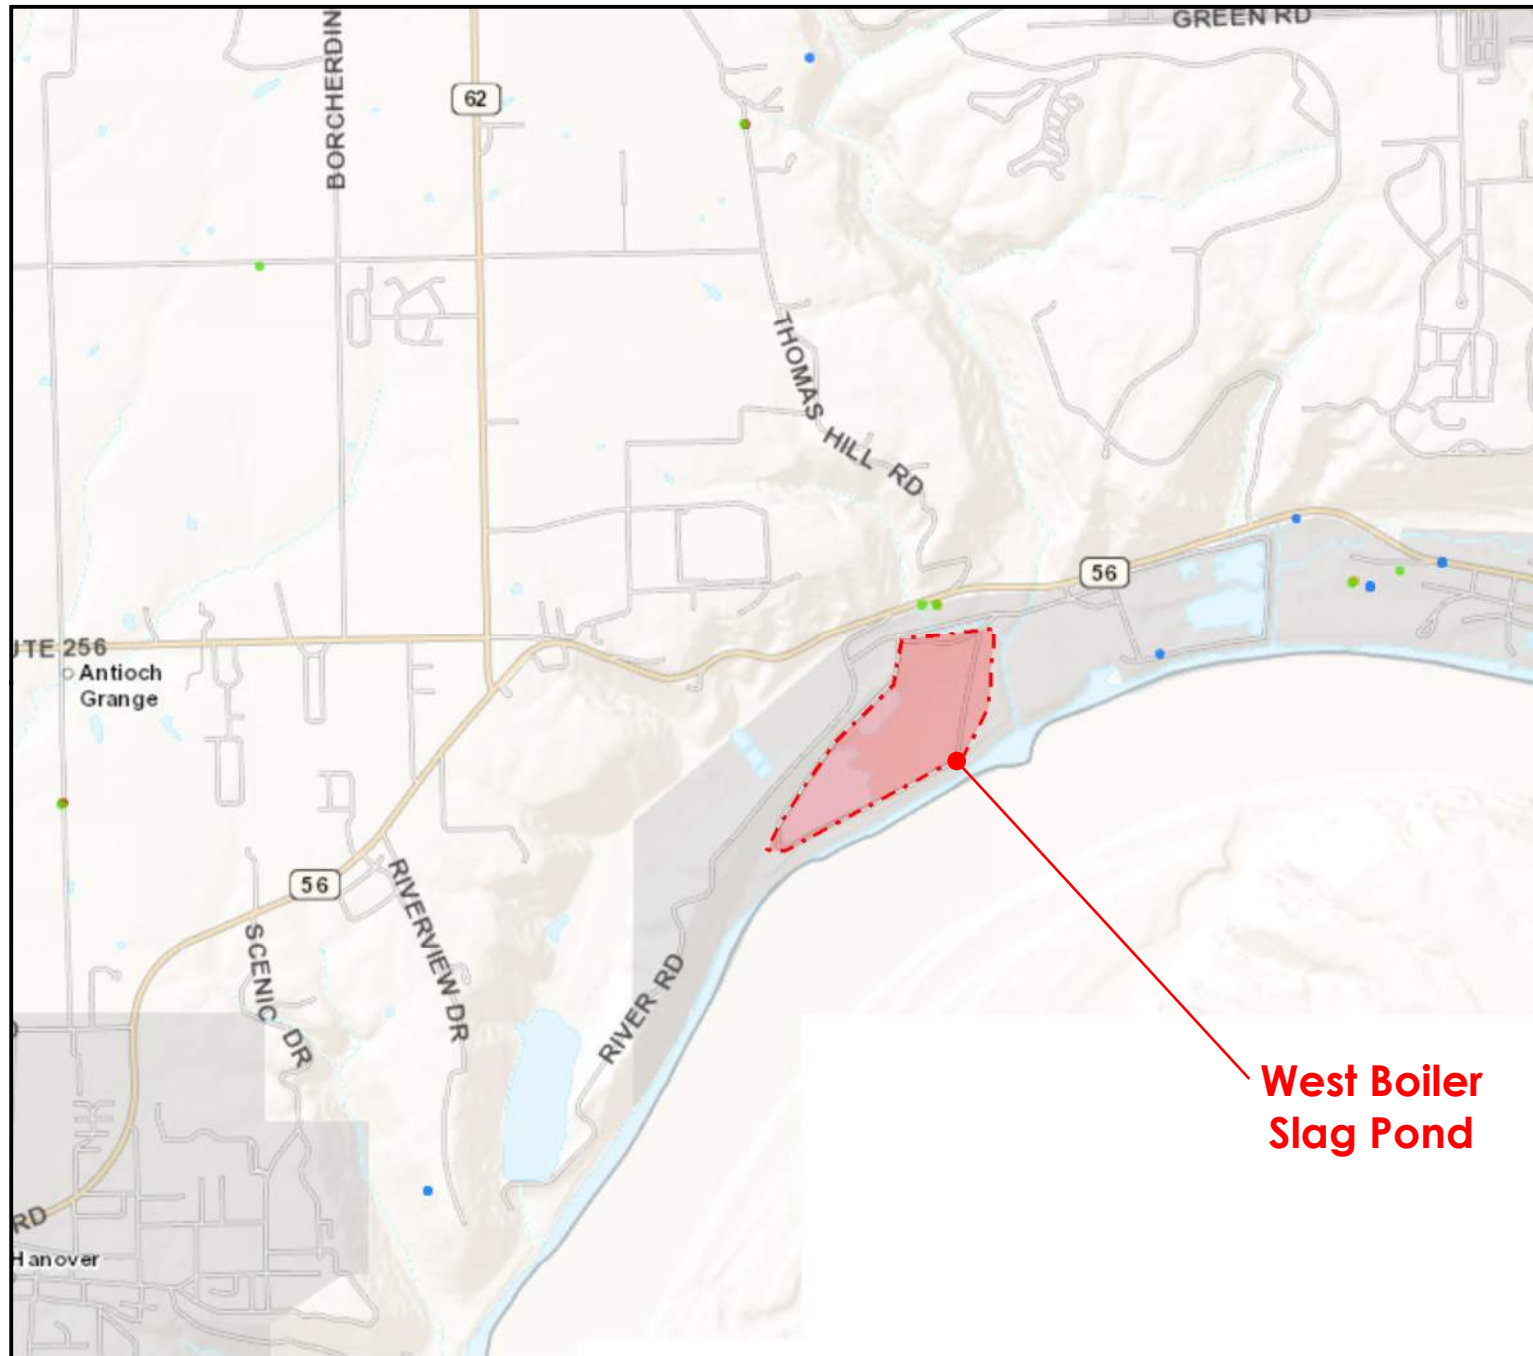 GREEN RD
BORCHERDIN
62
THOMAS HILL RD
56
UTE 256
Antioch
Grange
56
RIVERVIEW DR
SCENIC DR
RIVER RD
West Boiler
Slag Pond
RD
Hanover